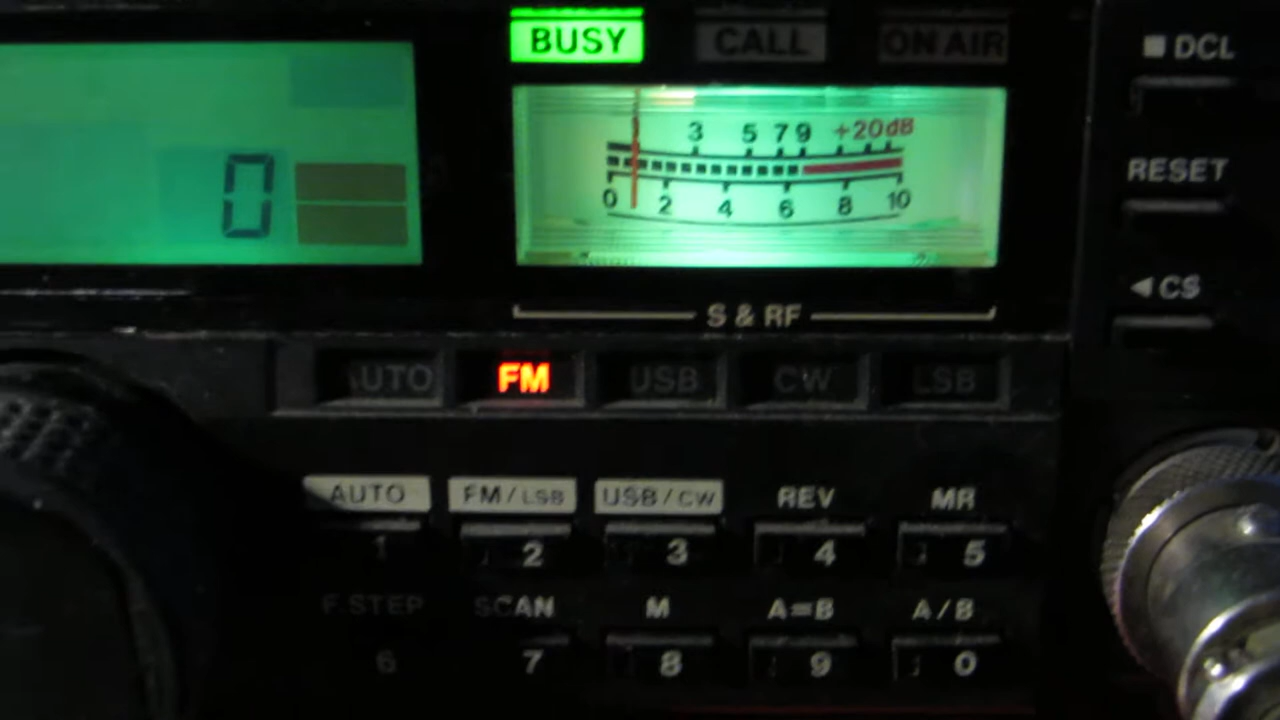 BUSY CALL ON AIR
DCL
3 5 7 9 +20dB
0
0 2 4 6 8 10
RESET
CS
S & RF
AUTO FM USB CW LSB
AUTO FM/LSB USB/CW REV MR
1 2 3 4 5
F.STEP SCAN M A=B A/B
6 7 8 9 0